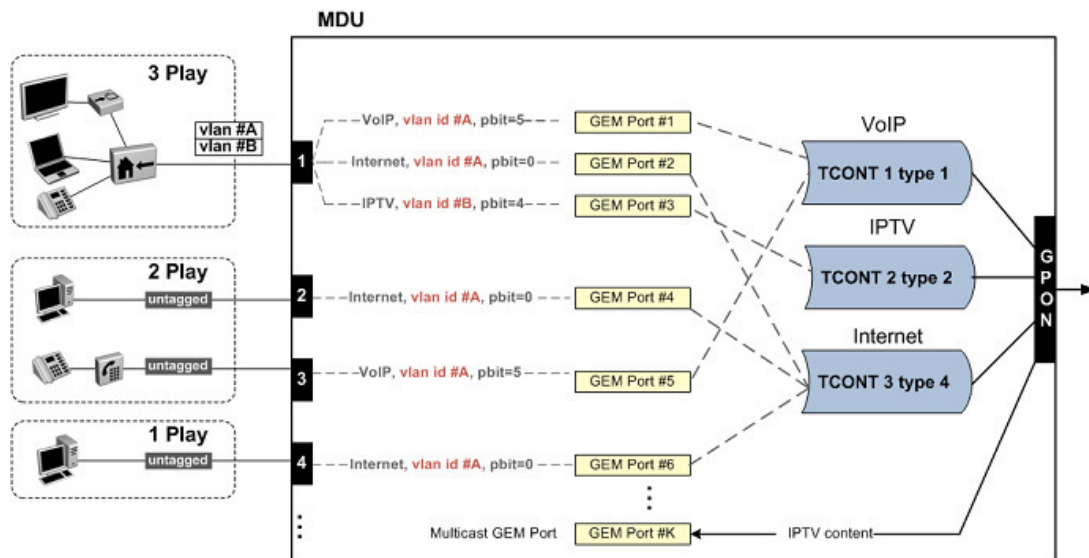 MDU
3 Play
vlan #A
vlan #B
1
VoIP, vlan id #A, pbit=5
GEM Port #1
Internet, vlan id #A, pbit=0
GEM Port #2
IPTV, vlan id #B, pbit=4
GEM Port #3
VoIP
TCONT 1 type 1
IPTV
TCONT 2 type 2
Internet
TCONT 3 type 4
GPON
2 Play
untagged
2
Internet, vlan id #A, pbit=0
GEM Port #4
untagged
3
VoIP, vlan id #A, pbit=5
GEM Port #5
1 Play
untagged
4
Internet, vlan id #A, pbit=0
GEM Port #6
Multicast GEM Port
GEM Port #K
IPTV content